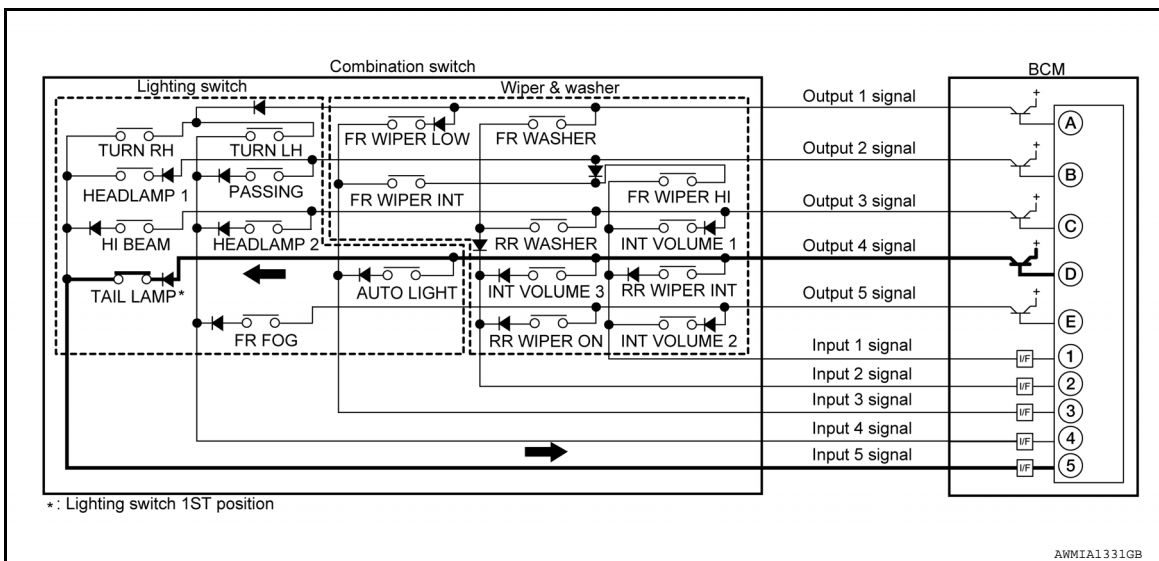 Combination switch
BCM
Lighting switch
Wiper & washer
Output 1 signal
+
A
TURN RH
TURN LH
FR WIPER LOW
FR WASHER
Output 2 signal
+
B
HEADLAMP 1
PASSING
FR WIPER INT
FR WIPER HI
Output 3 signal
+
C
HI BEAM
HEADLAMP 2
RR WASHER
INT VOLUME 1
Output 4 signal
+
D
TAIL LAMP*
AUTO LIGHT
INT VOLUME 3
RR WIPER INT
Output 5 signal
+
E
FR FOG
RR WIPER ON
INT VOLUME 2
Input 1 signal
I/F
1
Input 2 signal
I/F
2
Input 3 signal
I/F
3
Input 4 signal
I/F
4
Input 5 signal
I/F
5
*: Lighting switch 1ST position
AWMIA1331GB